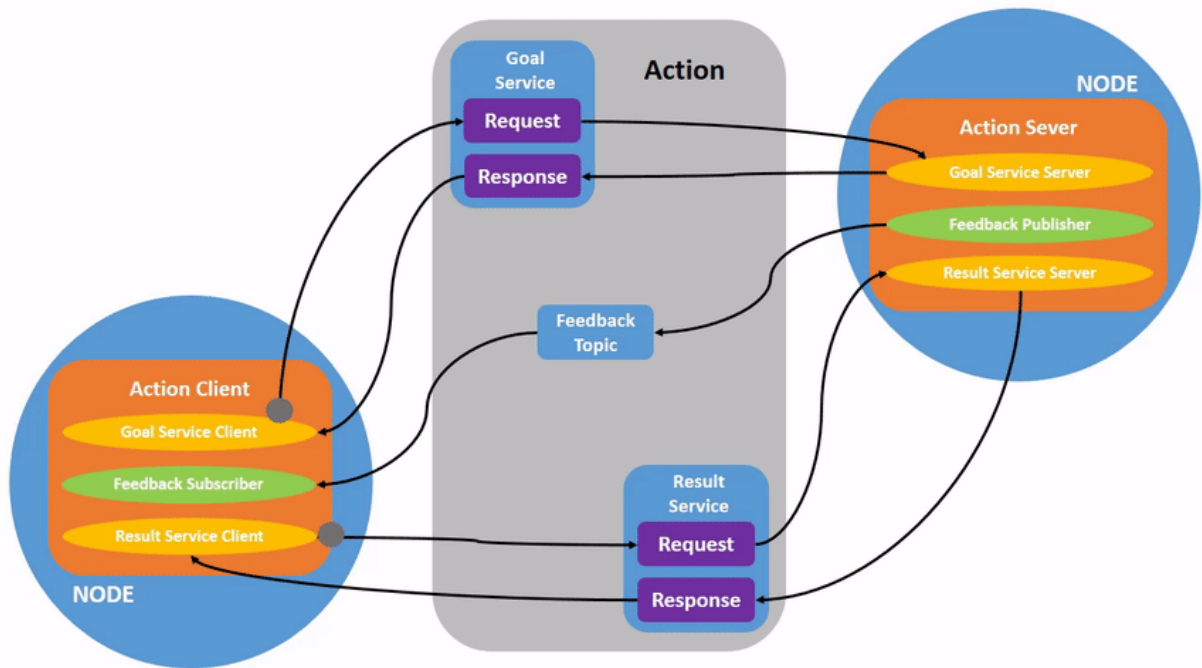 Goal
Service
Request
Response
Action
NODE
Action Sever
Goal Service Server
Feedback Publisher
Result Service Server
Feedback
Topic
Action Client
Goal Service Client
Feedback Subscriber
Result Service Client
NODE
Result
Service
Request
Response